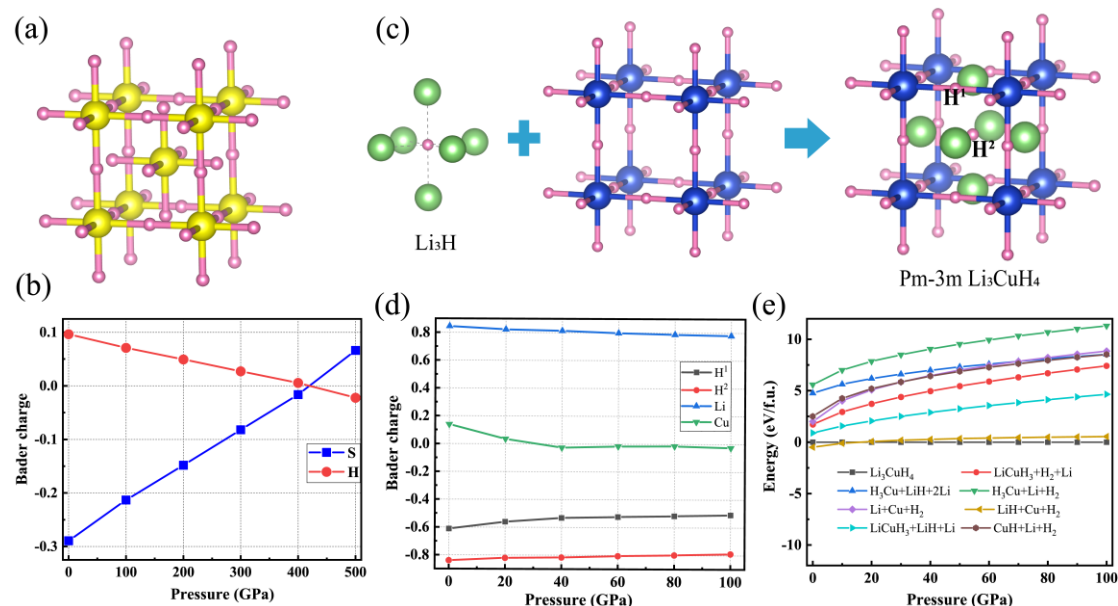 (a)
(c)
H¹
H²
Li₃H
Pm-3m Li₃CuH₄
(b)
Bader charge
0.1
0.0
-0.1
-0.2
-0.3
S
H
0
100
200
300
400
500
Pressure (GPa)
(d)
Bader charge
0.8
0.6
0.4
0.2
0.0
-0.2
-0.4
-0.6
-0.8
H¹
H²
Li
Cu
0
20
40
60
80
100
Pressure (GPa)
(e)
Energy (eV/f.u.)
10
5
0
-5
-10
Li₃CuH₄
LiCuH₃+H₂+Li
H₃Cu+LiH+2Li
H₃Cu+Li+H₂
Li+Cu+H₂
LiH+Cu+H₂
LiCuH₃+LiH+Li
CuH+Li+H₂
0
20
40
60
80
100
Pressure (GPa)